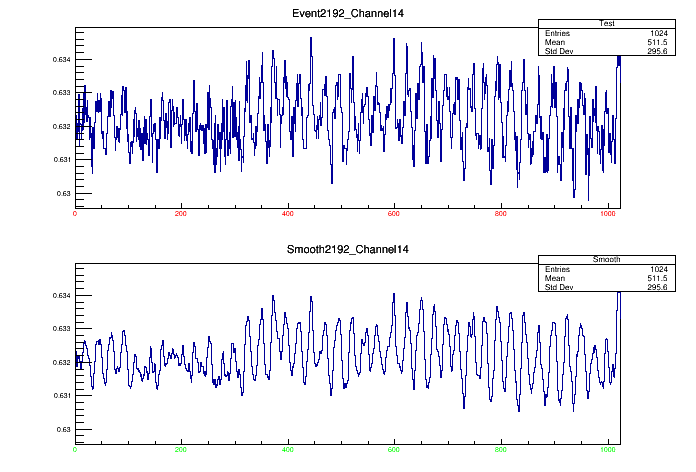 Event2192_Channel14
Test
Entries 1024
Mean 511.5
Std Dev 295.6
0.634
0.633
0.632
0.631
0.63
0 200 400 600 800 1000
Smooth2192_Channel14
Smooth
Entries 1024
Mean 511.5
Std Dev 295.6
0.634
0.633
0.632
0.631
0.63
0 200 400 600 800 1000